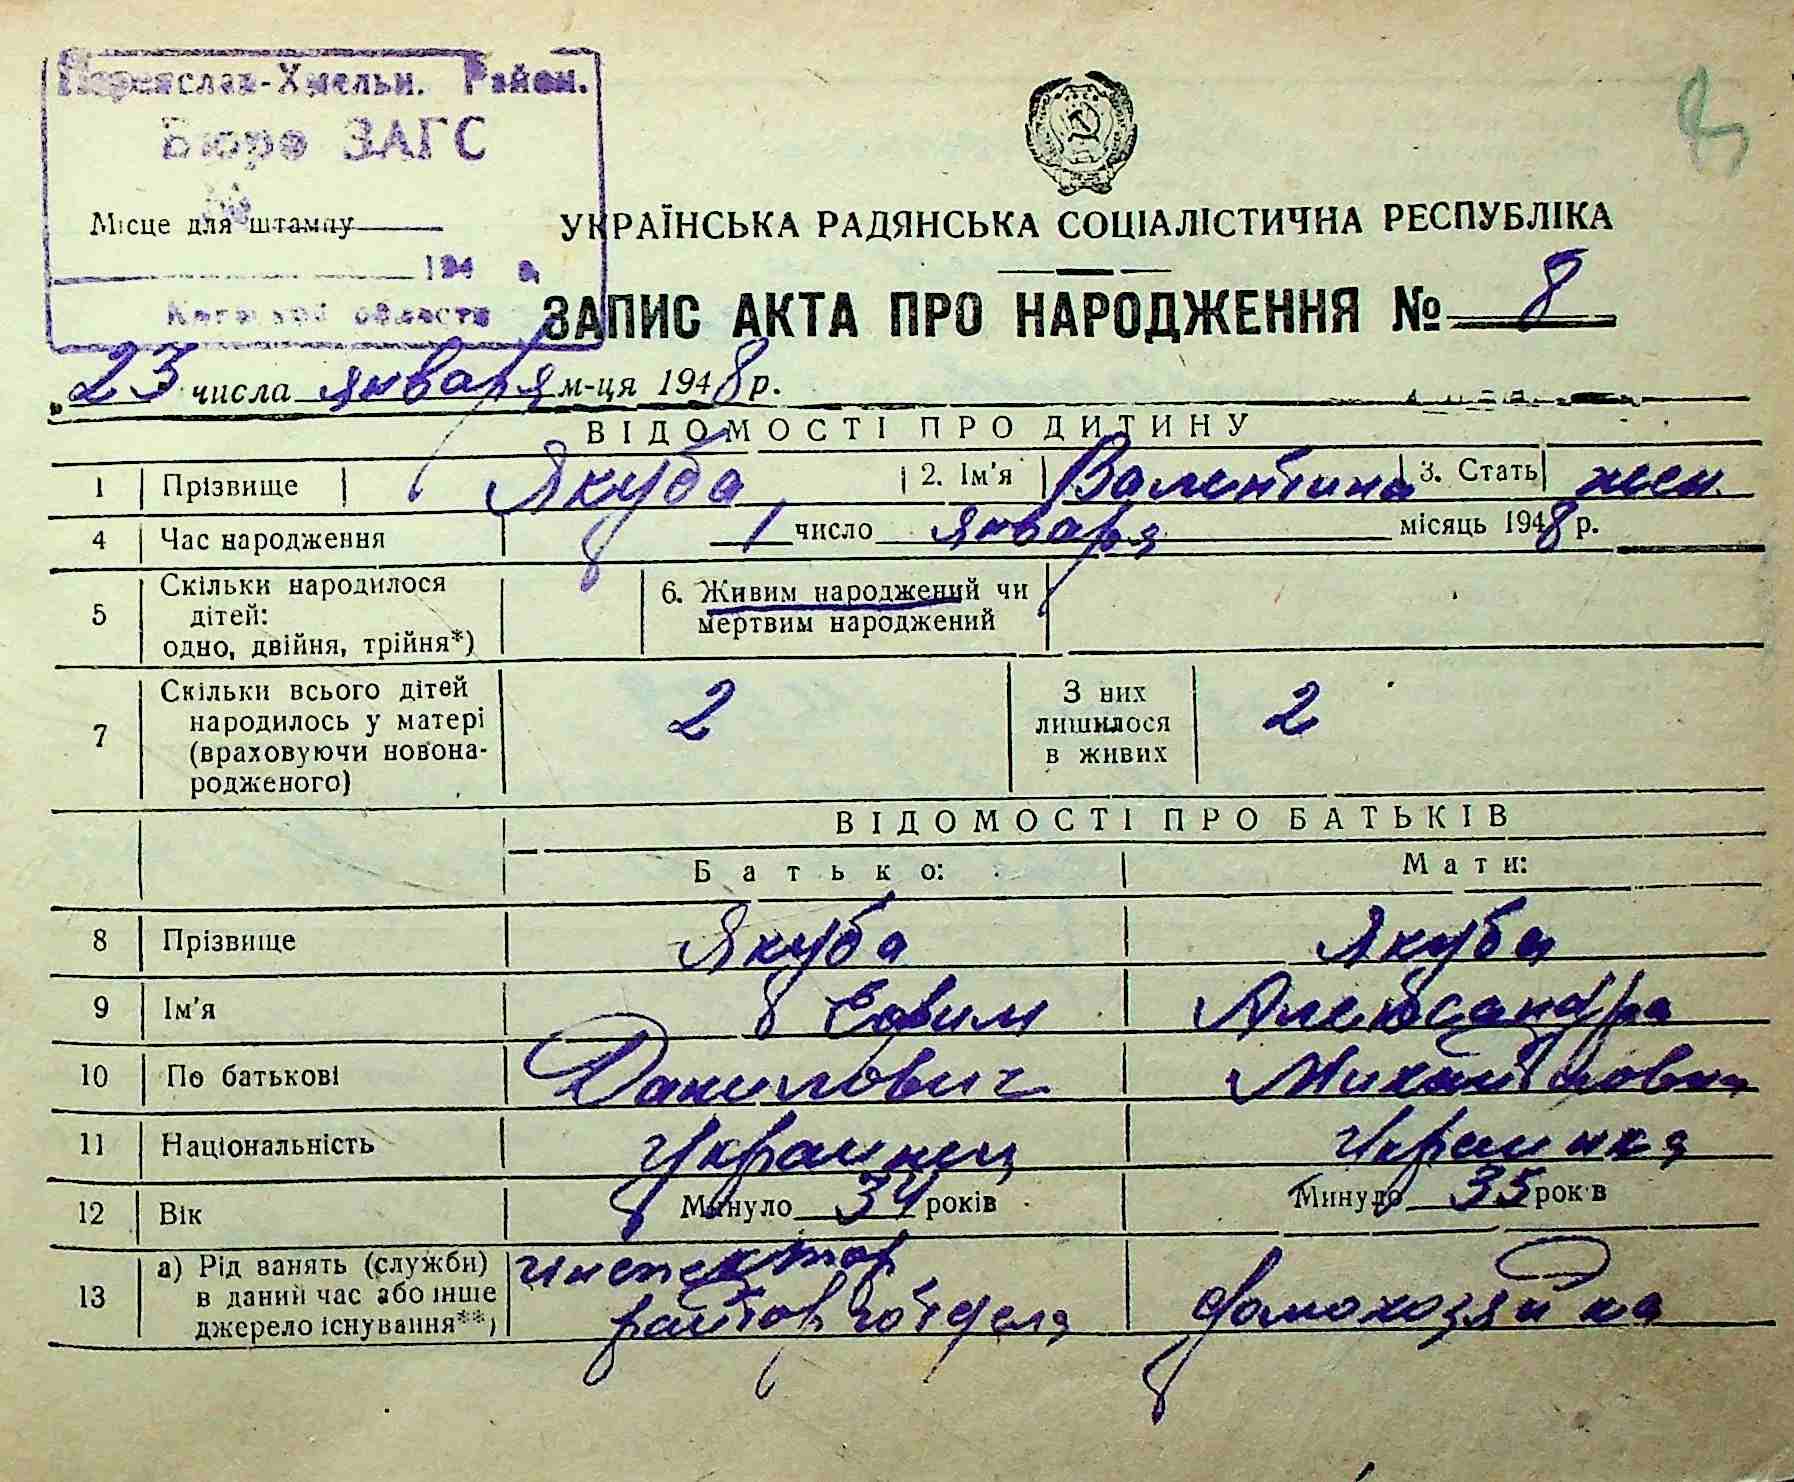 Переяслав-Хмельн. Район.
Бюро ЗАГС
Місце для штампу
194 г.
области
УКРАЇНСЬКА РАДЯНСЬКА СОЦІАЛІСТИЧНА РЕСПУБЛІКА
ЗАПИС АКТА ПРО НАРОДЖЕННЯ № 8
„23 числа января м-ця 1948 р.
ВІДОМОСТІ ПРО ДИТИНУ
1 Прізвище Якуба 2. Ім'я Валентина 3. Стать жен.
4 Час народження 1 число января місяць 1948 р.
5 Скільки народилося дітей: одно, двійня, трійня*) 6. Живим народжений чи мертвим народжений
7 Скільки всього дітей народилось у матері (враховуючи новонародженого) 2 З них лишилося в живих 2
ВІДОМОСТІ ПРО БАТЬКІВ
Батько: Мати:
8 Прізвище Якуба Якуба
9 Ім'я Александра
10 По батькові Данилович Михайловна
11 Національність Украинец Украинка
12 Вік Минуло 34 років Минуло 35 років
13 а) Рід занять (служби) в даний час або інше джерело існування**) инспектор райторготдела домохозяйка